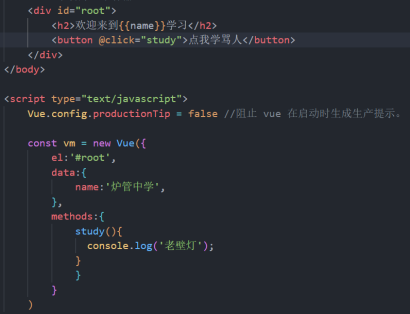 <div id="root">
<h2>欢迎来到{{name}}学习</h2>
<button @click="study">点我学骂人</button>
</div>
</body>
<script type="text/javascript">
Vue.config.productionTip = false //阻止 vue 在启动时生成生产提示。
const vm = new Vue({
el:'#root',
data:{
name:'炉管中学',
},
methods:{
study(){
console.log('老壁灯');
}
}
}
)